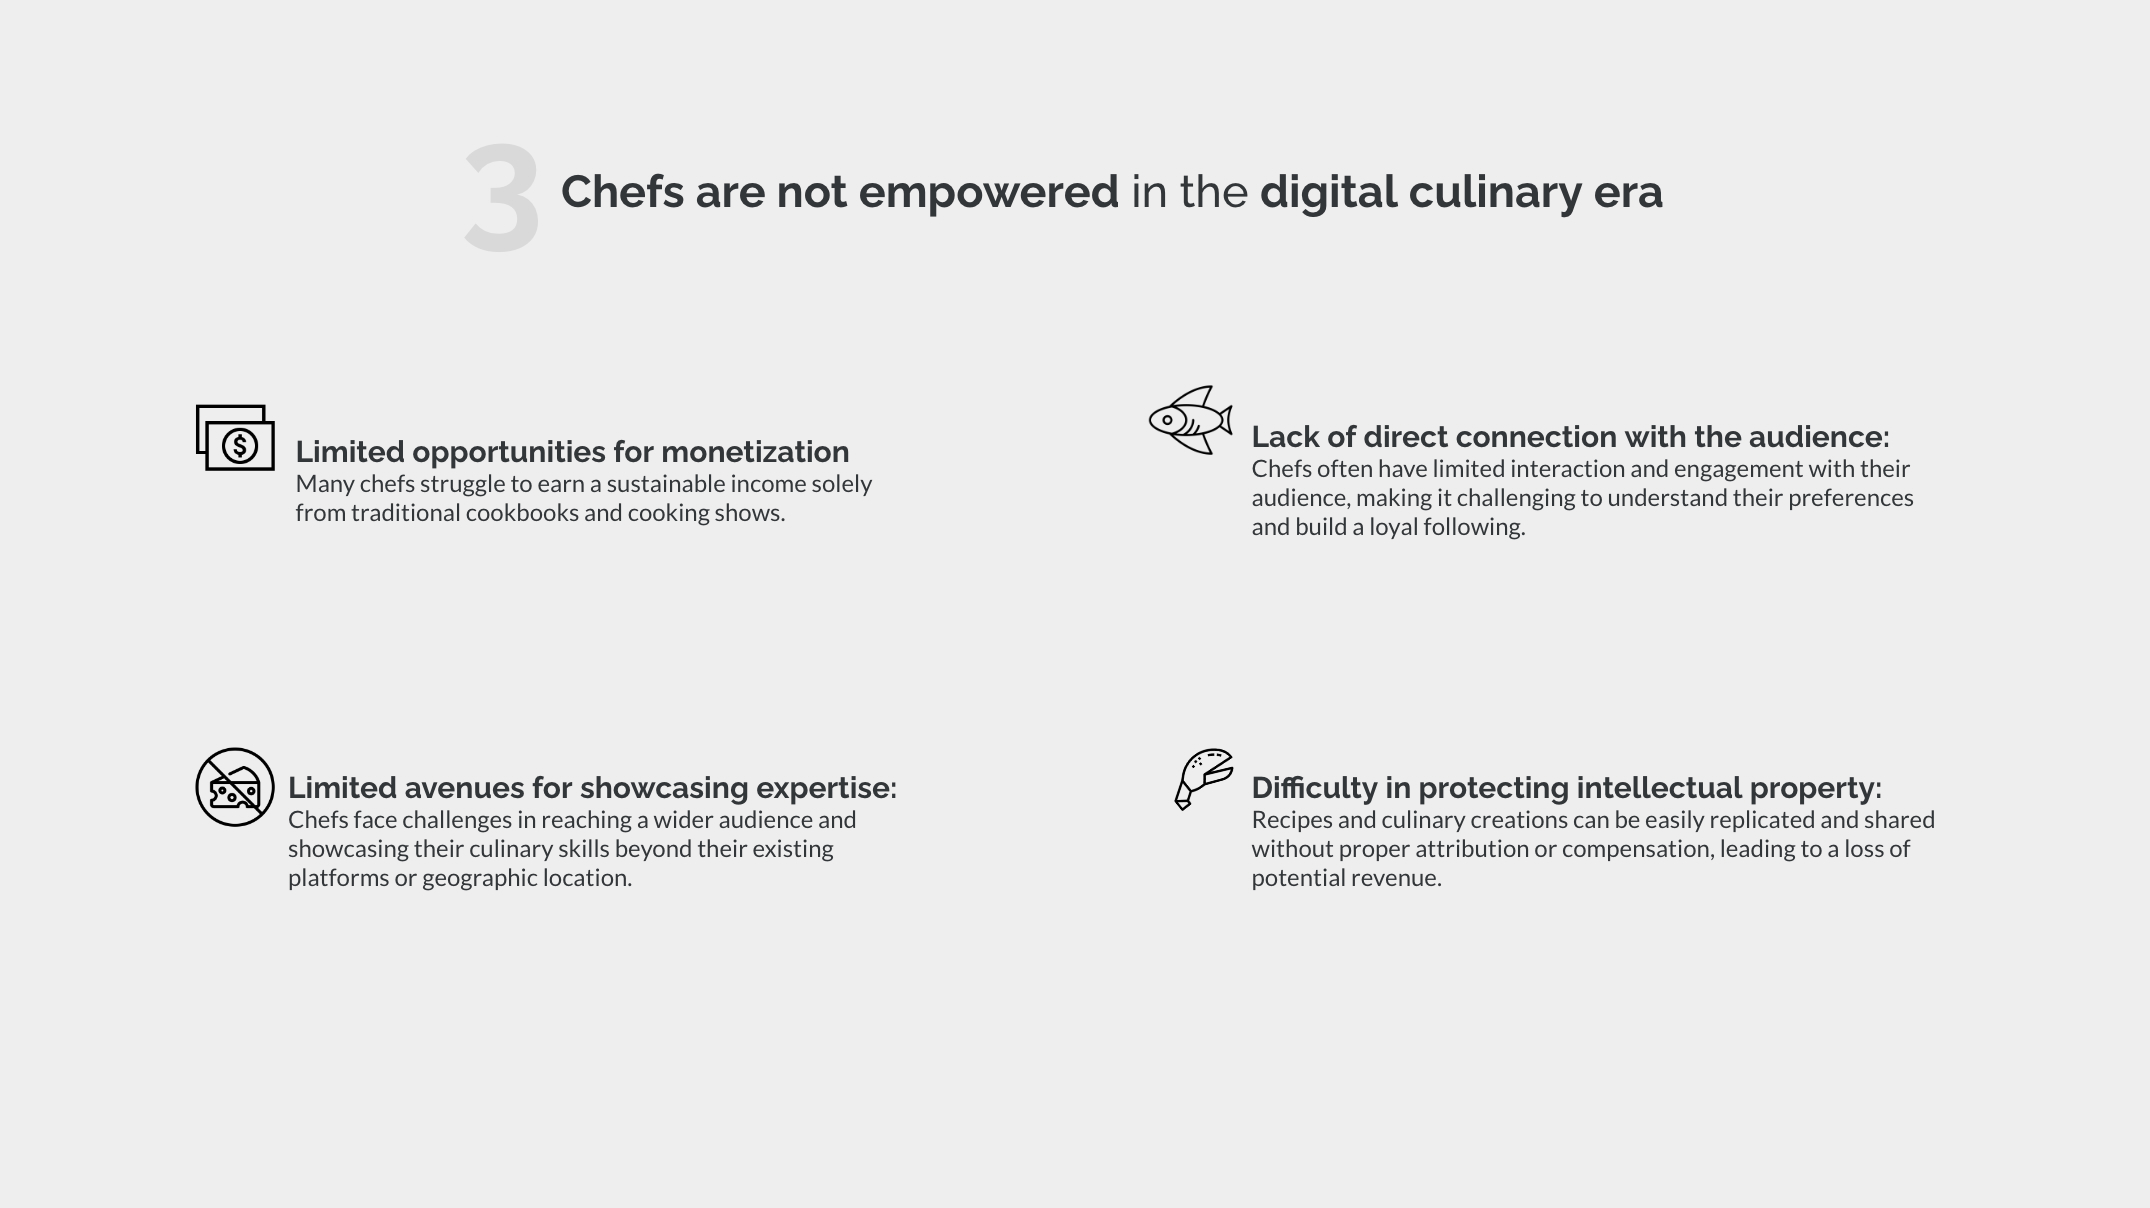 3
Chefs are not empowered in the digital culinary era
$
Limited opportunities for monetization
Many chefs struggle to earn a sustainable income solely
from traditional cookbooks and cooking shows.
Lack of direct connection with the audience:
Chefs often have limited interaction and engagement with their
audience, making it challenging to understand their preferences
and build a loyal following.
Limited avenues for showcasing expertise:
Chefs face challenges in reaching a wider audience and
showcasing their culinary skills beyond their existing
platforms or geographic location.
Difficulty in protecting intellectual property:
Recipes and culinary creations can be easily replicated and shared
without proper attribution or compensation, leading to a loss of
potential revenue.